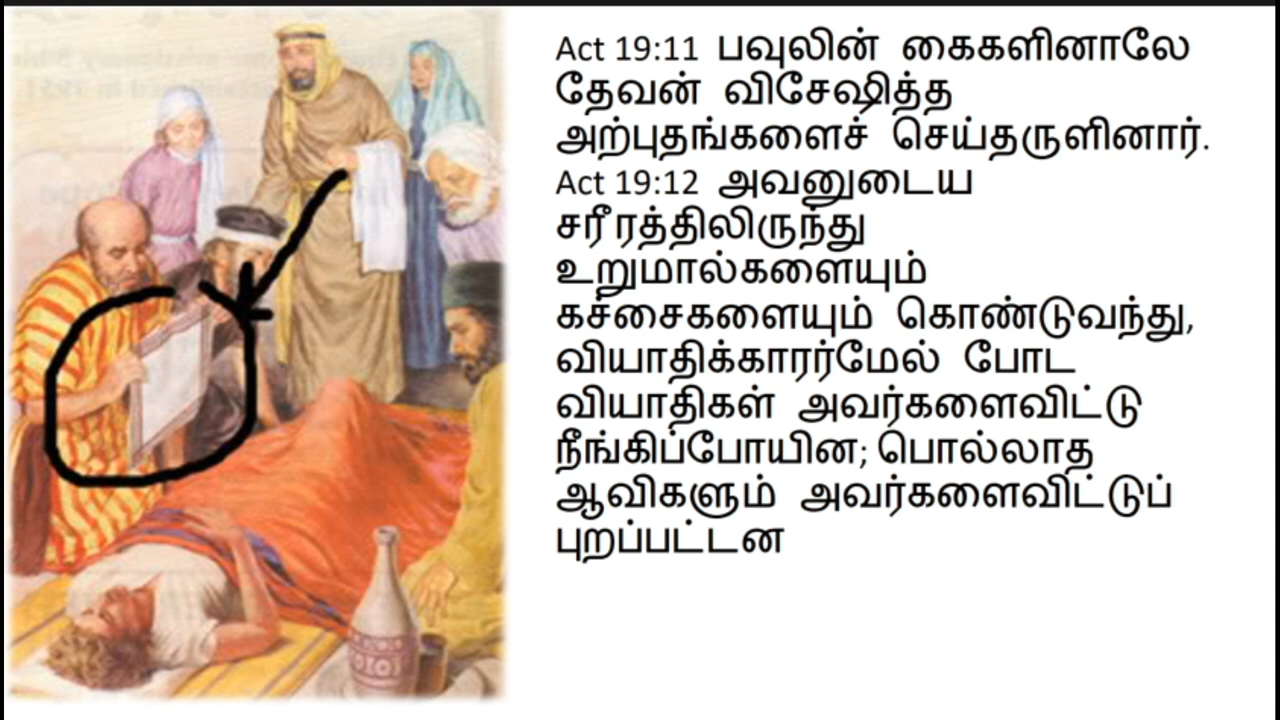 Act 19:11 பவுலின் கைகளினாலே
தேவன் விசேஷித்த
அற்புதங்களைச் செய்தருளினார்.
Act 19:12 அவனுடைய
சரீரத்திலிருந்து
உறுமால்களையும்
கச்சைகளையும் கொண்டுவந்து,
வியாதிக்காரர்மேல் போட
வியாதிகள் அவர்களைவிட்டு
நீங்கிப்போயின; பொல்லாத
ஆவிகளும் அவர்களைவிட்டுப்
புறப்பட்டன